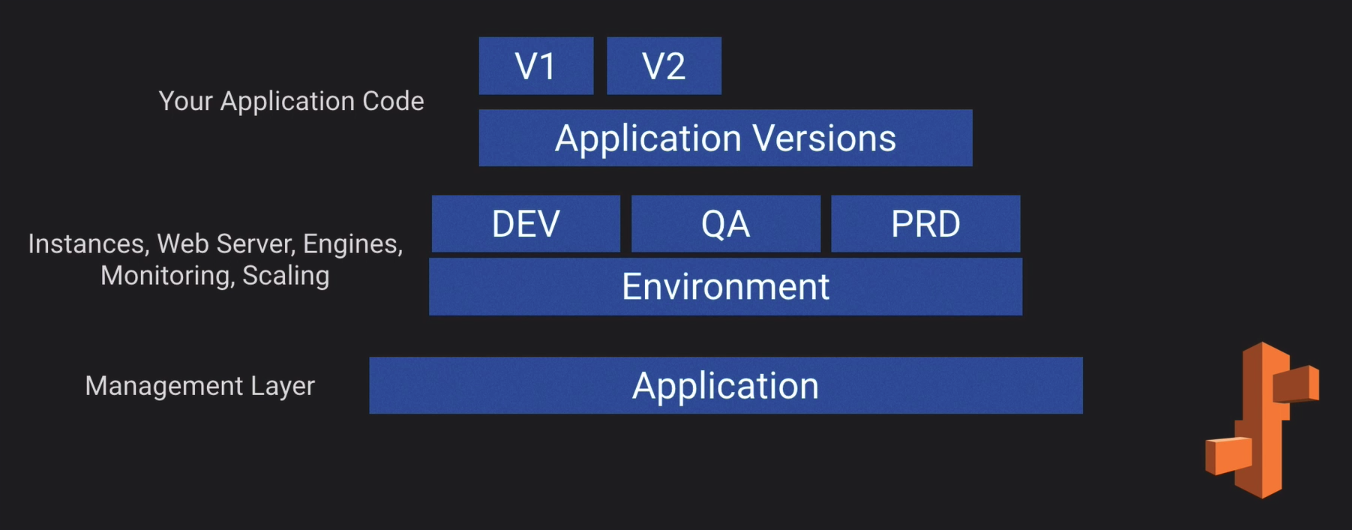 V1
V2
Your Application Code
Application Versions
DEV
QA
PRD
Instances, Web Server, Engines,
Monitoring, Scaling
Environment
Management Layer
Application